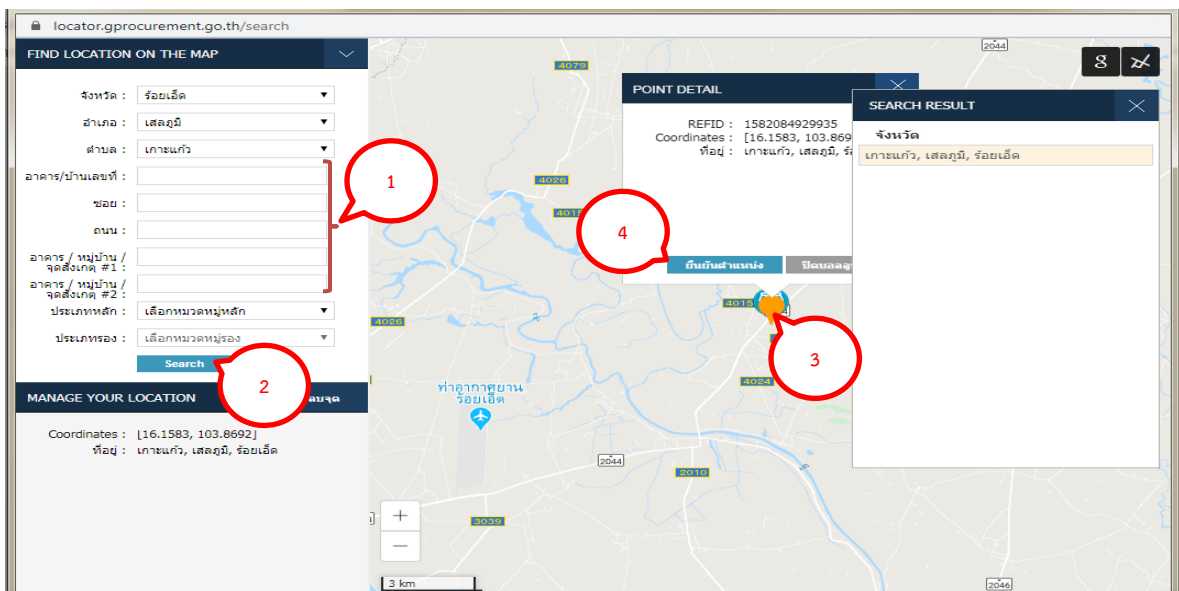 locator.gprocurement.go.th/search
FIND LOCATION ON THE MAP
จังหวัด : ร้อยเอ็ด
อำเภอ : เสลภูมิ
ตำบล : เกาะแก้ว
อาคาร/บ้านเลขที่ :
ซอย :
ถนน :
อาคาร / หมู่บ้าน /
จุดสังเกต #1 :
อาคาร / หมู่บ้าน /
จุดสังเกต #2 :
ประเภทหลัก : เลือกหมวดหมู่หลัก
ประเภทรอง : เลือกหมวดหมู่รอง
Search
1
2
MANAGE YOUR LOCATION
ลบจุด
Coordinates : [16.1583, 103.8692]
ที่อยู่ : เกาะแก้ว, เสลภูมิ, ร้อยเอ็ด
POINT DETAIL
REFID : 1582084929935
Coordinates : [16.1583, 103.869
ที่อยู่ : เกาะแก้ว, เสลภูมิ,
4
ยืนยันตำแหน่ง
3
SEARCH RESULT
จังหวัด
เกาะแก้ว, เสลภูมิ, ร้อยเอ็ด
2044
4079
4026
4015
4015
4026
4024
ท่าอากาศยาน
ร้อยเอ็ด
2044
2010
3039
2046
+
−
3 km